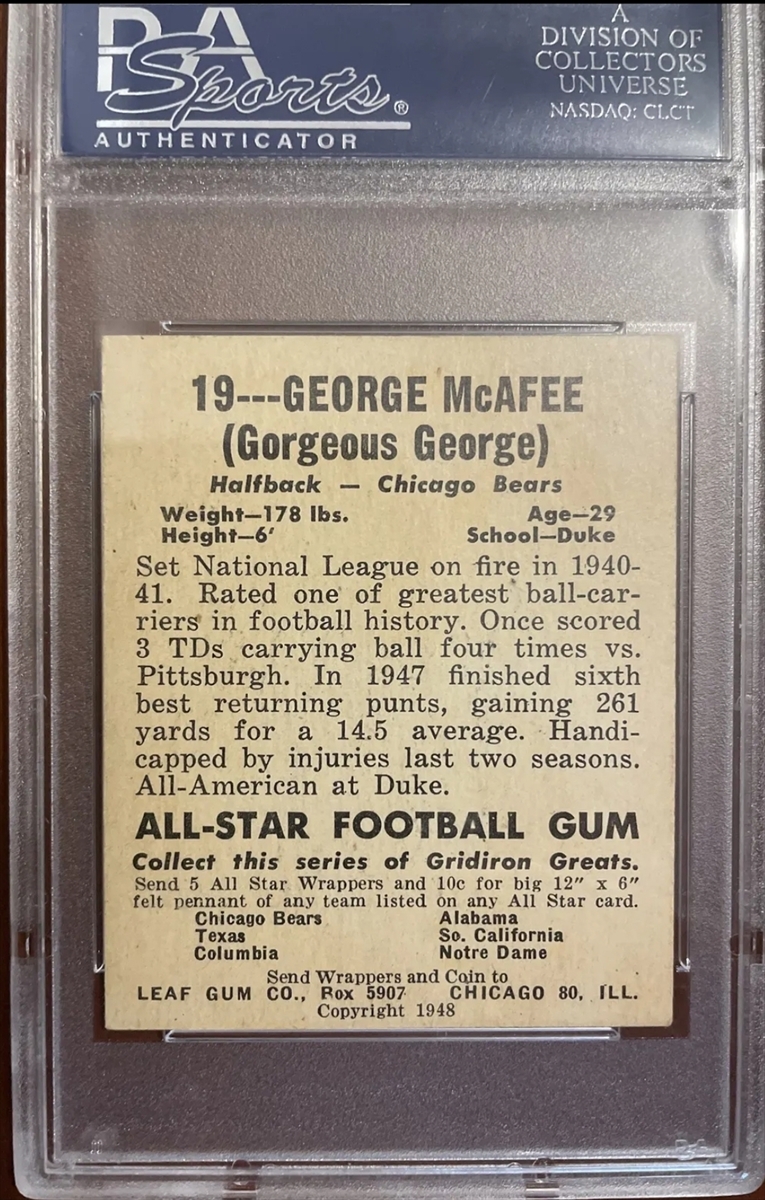 PSA
Sports®
AUTHENTICATOR
A
DIVISION OF
COLLECTORS
UNIVERSE
NASDAQ: CLCT
19---GEORGE McAFEE
(Gorgeous George)
Halfback — Chicago Bears
Weight—178 lbs. Age—29
Height—6' School—Duke
Set National League on fire in 1940-
41. Rated one of greatest ball-car-
riers in football history. Once scored
3 TDs carrying ball four times vs.
Pittsburgh. In 1947 finished sixth
best returning punts, gaining 261
yards for a 14.5 average. Handi-
capped by injuries last two seasons.
All-American at Duke.
ALL-STAR FOOTBALL GUM
Collect this series of Gridiron Greats.
Send 5 All Star Wrappers and 10c for big 12" x 6"
felt pennant of any team listed on any All Star card.
Chicago Bears Alabama
Texas So. California
Columbia Notre Dame
Send Wrappers and Coin to
LEAF GUM CO., Box 5907 CHICAGO 80, ILL.
Copyright 1948